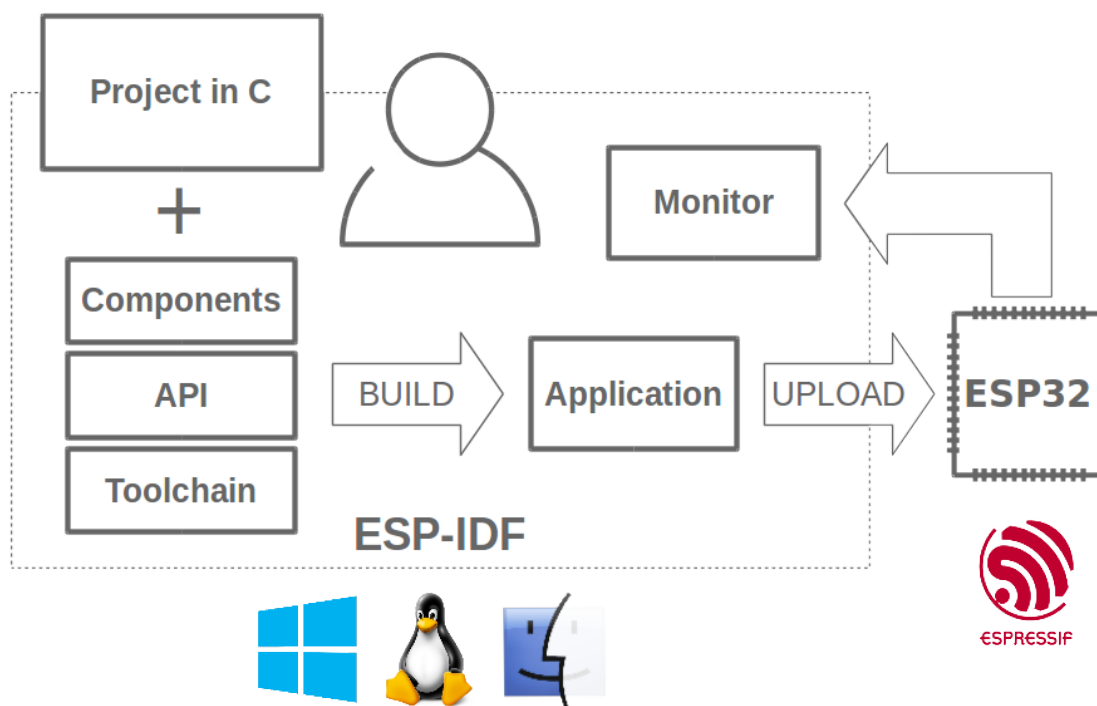 Project in C
+
Components
API
Toolchain
BUILD
Application
UPLOAD
Monitor
ESP32
ESP-IDF
ESPRESSIF